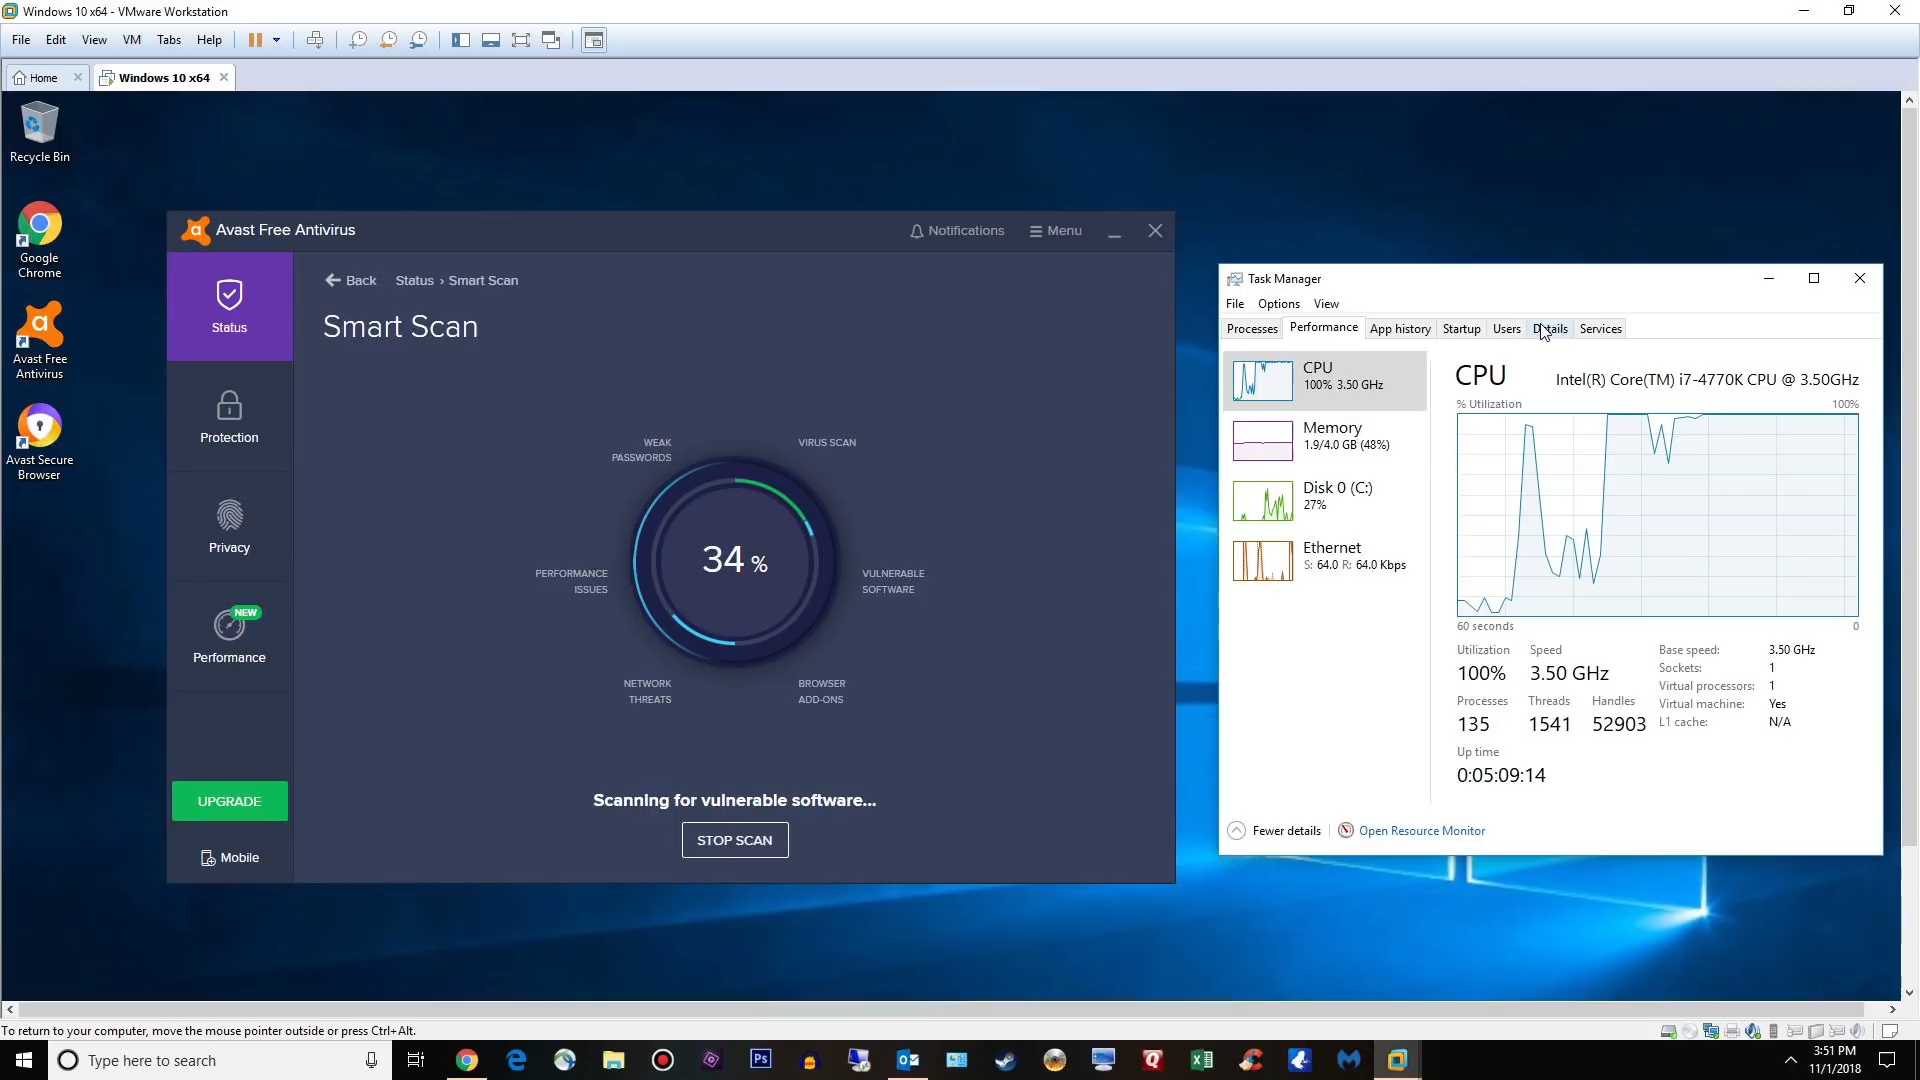 Windows 10 x64 - VMware Workstation
File Edit View VM Tabs Help
Home
Windows 10 x64
Recycle Bin
Google
Chrome
Avast Free
Antivirus
Avast Secure
Browser
Avast Free Antivirus
Notifications
Menu
Status
Protection
Privacy
NEW
Performance
UPGRADE
Mobile
Back
Status › Smart Scan
Smart Scan
WEAK
PASSWORDS
VIRUS SCAN
34 %
PERFORMANCE
ISSUES
VULNERABLE
SOFTWARE
NETWORK
THREATS
BROWSER
ADD-ONS
Scanning for vulnerable software...
STOP SCAN
Task Manager
File Options View
Processes Performance App history Startup Users Details Services
CPU
100% 3.50 GHz
Memory
1.9/4.0 GB (48%)
Disk 0 (C:)
27%
Ethernet
S: 64.0 R: 64.0 Kbps
CPU Intel(R) Core(TM) i7-4770K CPU @ 3.50GHz
% Utilization 100%
60 seconds 0
Utilization Speed
100% 3.50 GHz
Processes Threads Handles
135 1541 52903
Up time
0:05:09:14
Base speed: 3.50 GHz
Sockets: 1
Virtual processors: 1
Virtual machine: Yes
L1 cache: N/A
Fewer details
Open Resource Monitor
To return to your computer, move the mouse pointer outside or press Ctrl+Alt.
Type here to search
Ps
3:51 PM
11/1/2018